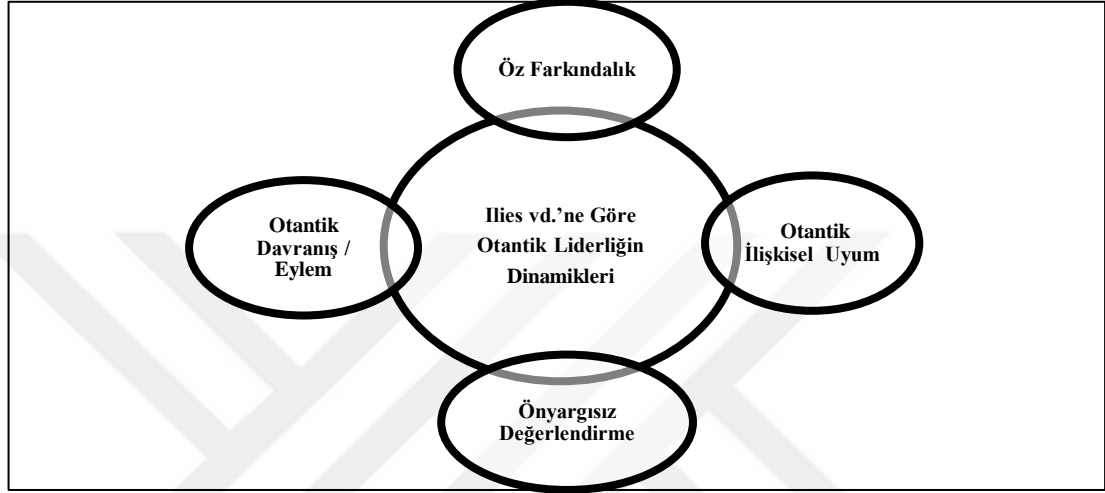 Öz Farkındalık
Otantik
Davranış /
Eylem
Ilies vd.'ne Göre
Otantik Liderliğin
Dinamikleri
Otantik
İlişkisel Uyum
Önyargısız
Değerlendirme